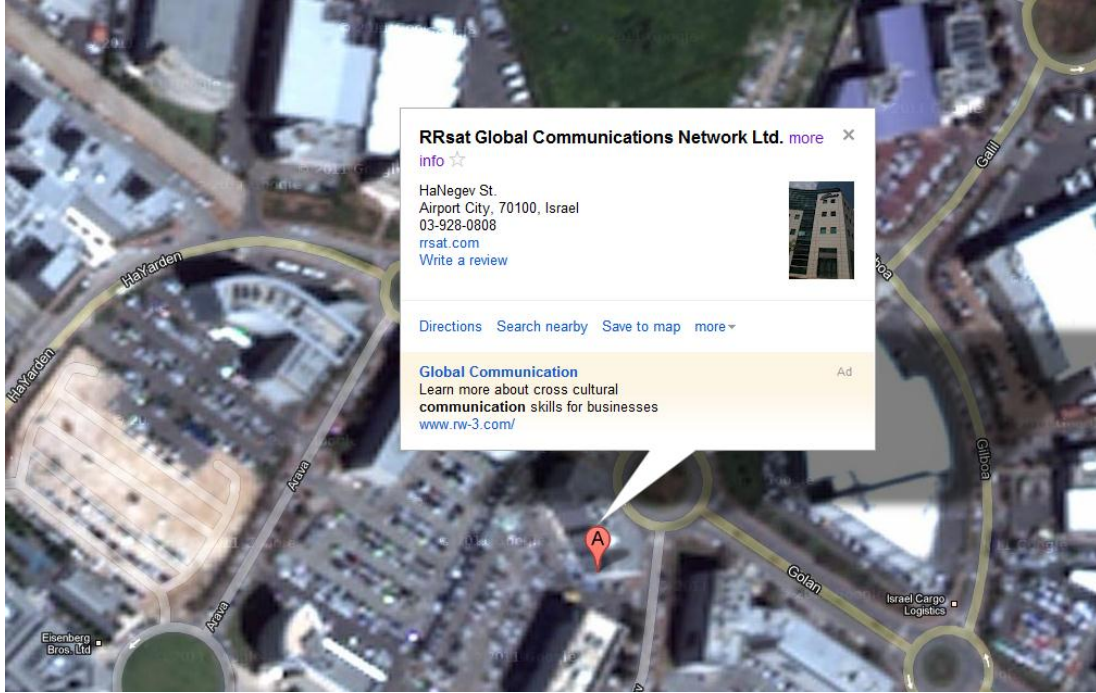 RRsat Global Communications Network Ltd. more
info
HaNegev St.
Airport City, 70100, Israel
03-928-0808
rrsat.com
Write a review
Directions Search nearby Save to map more
Global Communication Ad
Learn more about cross cultural
communication skills for businesses
www.rw-3.com/
A
Galil
HaYarden
HaYarden
Arava
Arava
Gilboa
Golan
Israel Cargo
Logistics
Eisenberg
Bros. Ltd